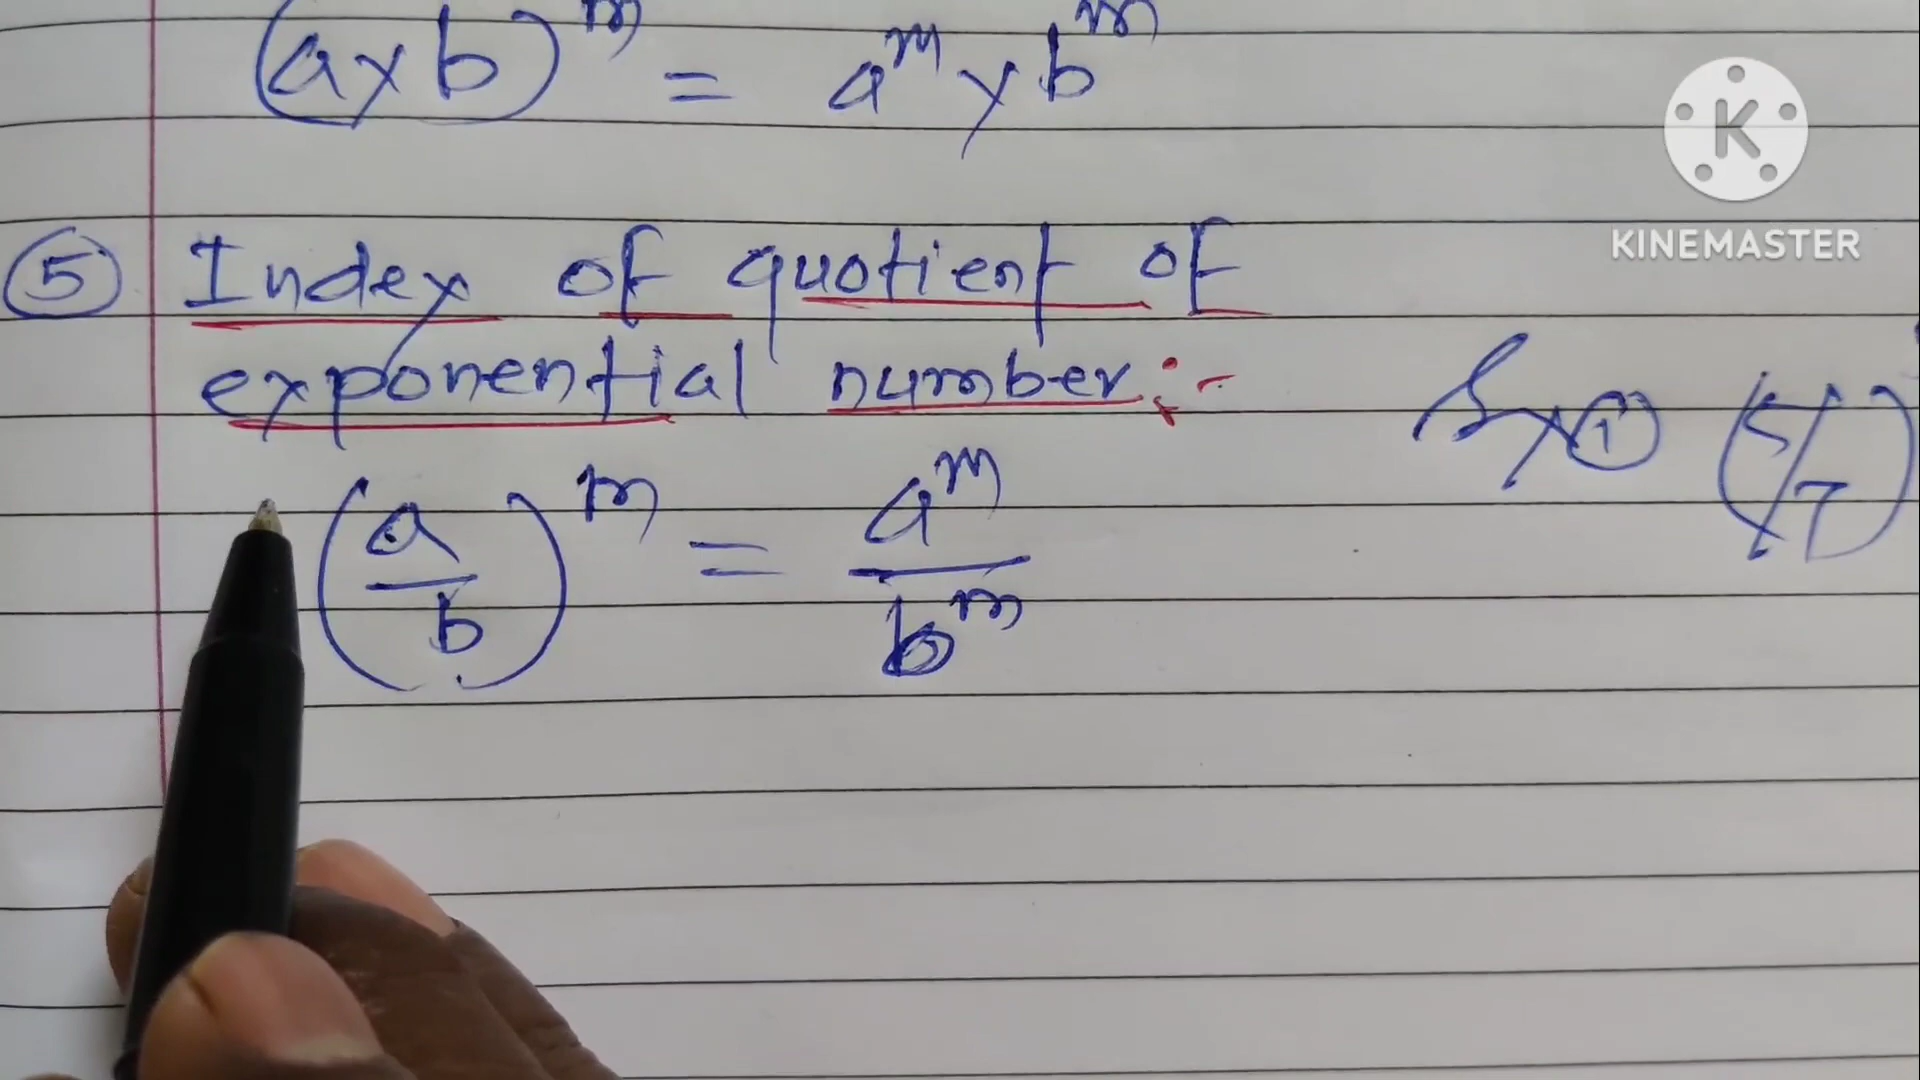 (a×b)^m = a^m × b^m
K
KINEMASTER
⑤ Index of quotient of
exponential number:-
Ex ① (5/7)
(a/b)^m = a^m/b^m